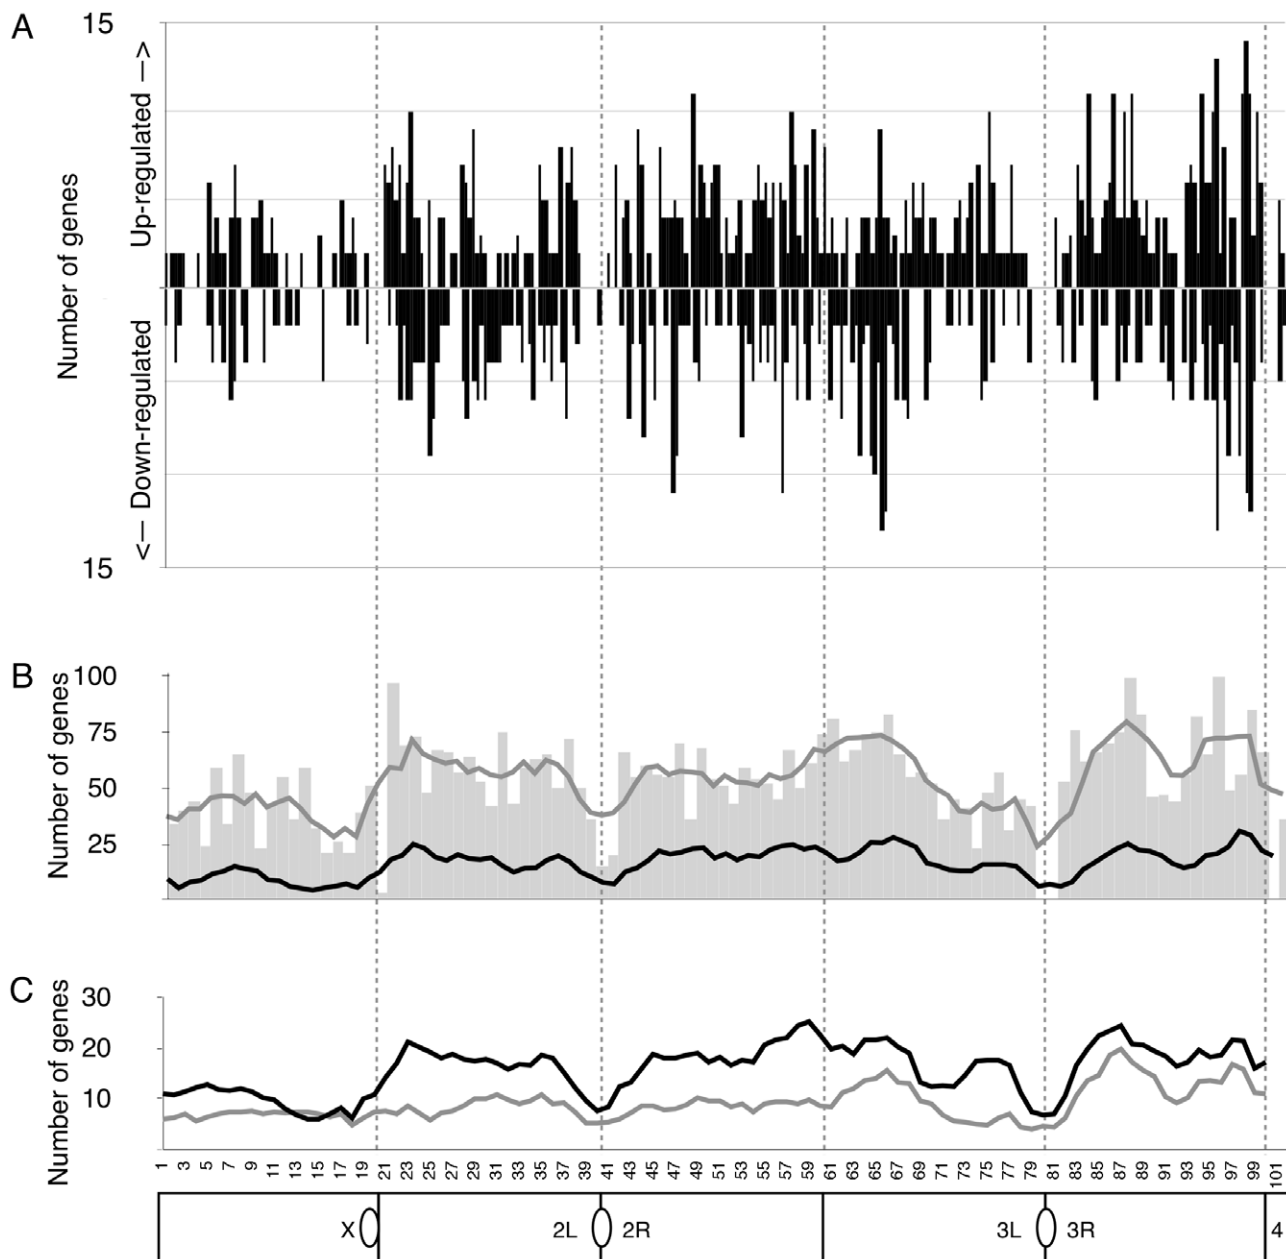 A
15
Number of genes
Up-regulated —>
<— Down-regulated
15
B
Number of genes
100
75
50
25
C
Number of genes
30
20
10
1 3 5 7 9 11 13 15 17 19 21 23 25 27 29 31 33 35 37 39 41 43 45 47 49 51 53 55 57 59 61 63 65 67 69 71 73 75 77 79 81 83 85 87 89 91 93 95 97 99 101
X 2L 2R 3L 3R 4